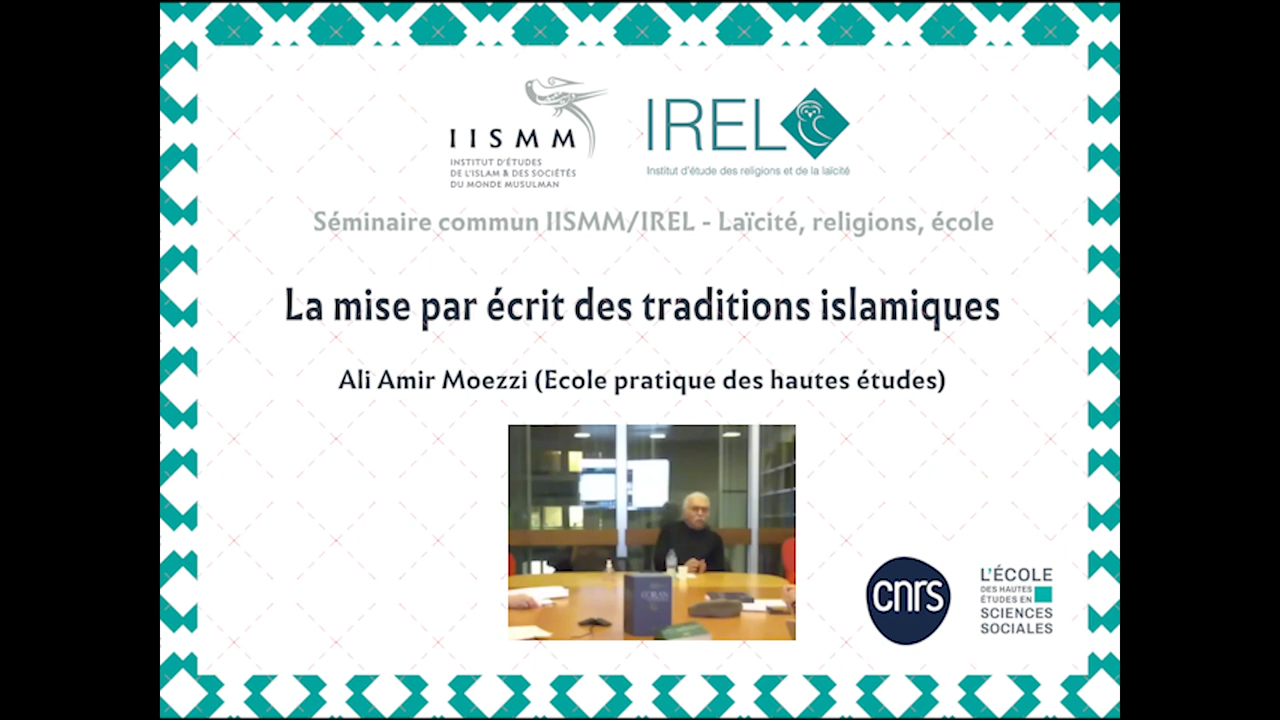 IISMM
INSTITUT D'ÉTUDES
DE L'ISLAM & DES SOCIÉTÉS
DU MONDE MUSULMAN
IREL
Institut d'étude des religions et de la laïcité
Séminaire commun IISMM/IREL - Laïcité, religions, école
La mise par écrit des traditions islamiques
Ali Amir Moezzi (Ecole pratique des hautes études)
CORAN
cnrs
L'ÉCOLE
DES HAUTES
ÉTUDES EN
SCIENCES
SOCIALES